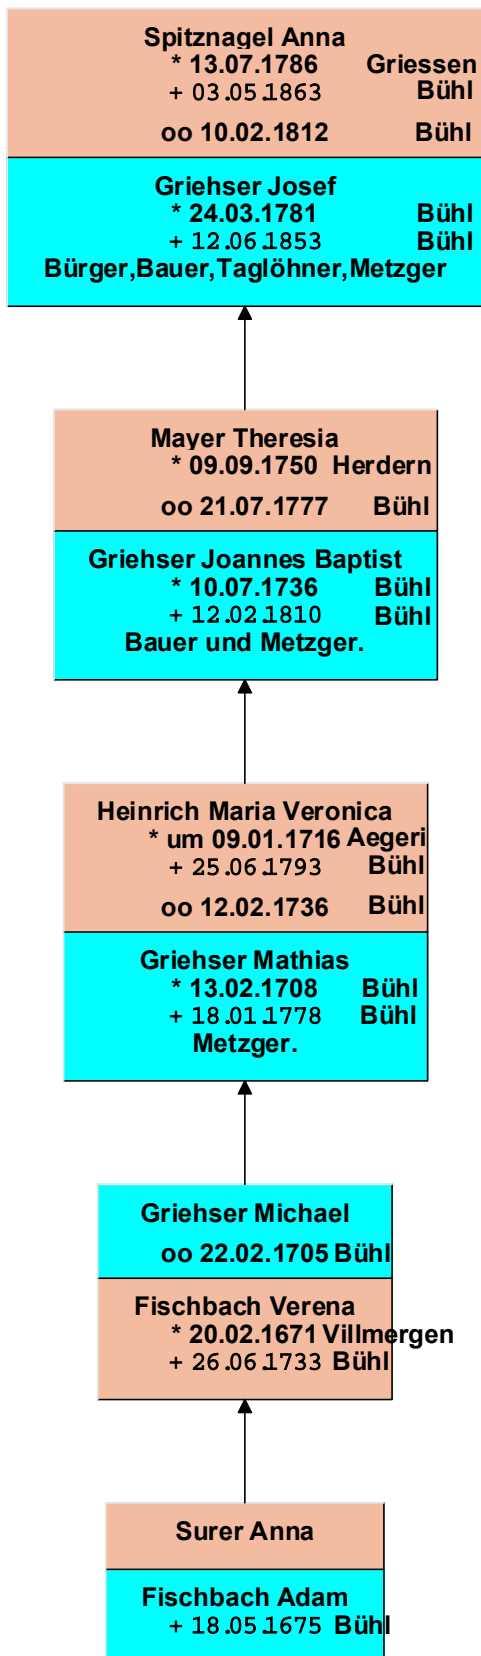 Spitznagel Anna
* 13.07.1786 Griessen
+ 03.05.1863 Bühl
oo 10.02.1812 Bühl
Griehser Josef
* 24.03.1781 Bühl
+ 12.06.1853 Bühl
Bürger,Bauer,Taglöhner,Metzger
Mayer Theresia
* 09.09.1750 Herdern
oo 21.07.1777 Bühl
Griehser Joannes Baptist
* 10.07.1736 Bühl
+ 12.02.1810 Bühl
Bauer und Metzger.
Heinrich Maria Veronica
* um 09.01.1716 Aegeri
+ 25.06.1793 Bühl
oo 12.02.1736 Bühl
Griehser Mathias
* 13.02.1708 Bühl
+ 18.01.1778 Bühl
Metzger.
Griehser Michael
oo 22.02.1705 Bühl
Fischbach Verena
* 20.02.1671 Villmergen
+ 26.06.1733 Bühl
Surer Anna
Fischbach Adam
+ 18.05.1675 Bühl